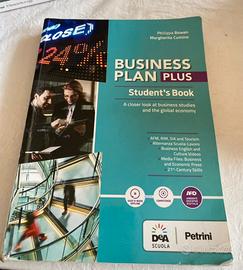 Philippa Bowen
Margherita Cumino
CLOSE)
24%
BUSINESS
PLAN PLUS
Student's Book
A closer look at business studies
and the global economy
AFM, RIM, SIA and Tourism
Alternanza Scuola-Lavoro
Business English and
Culture Videos
Media Files: Business
and Economic Press
21st Century Skills
DeA
SCUOLA
Petrini